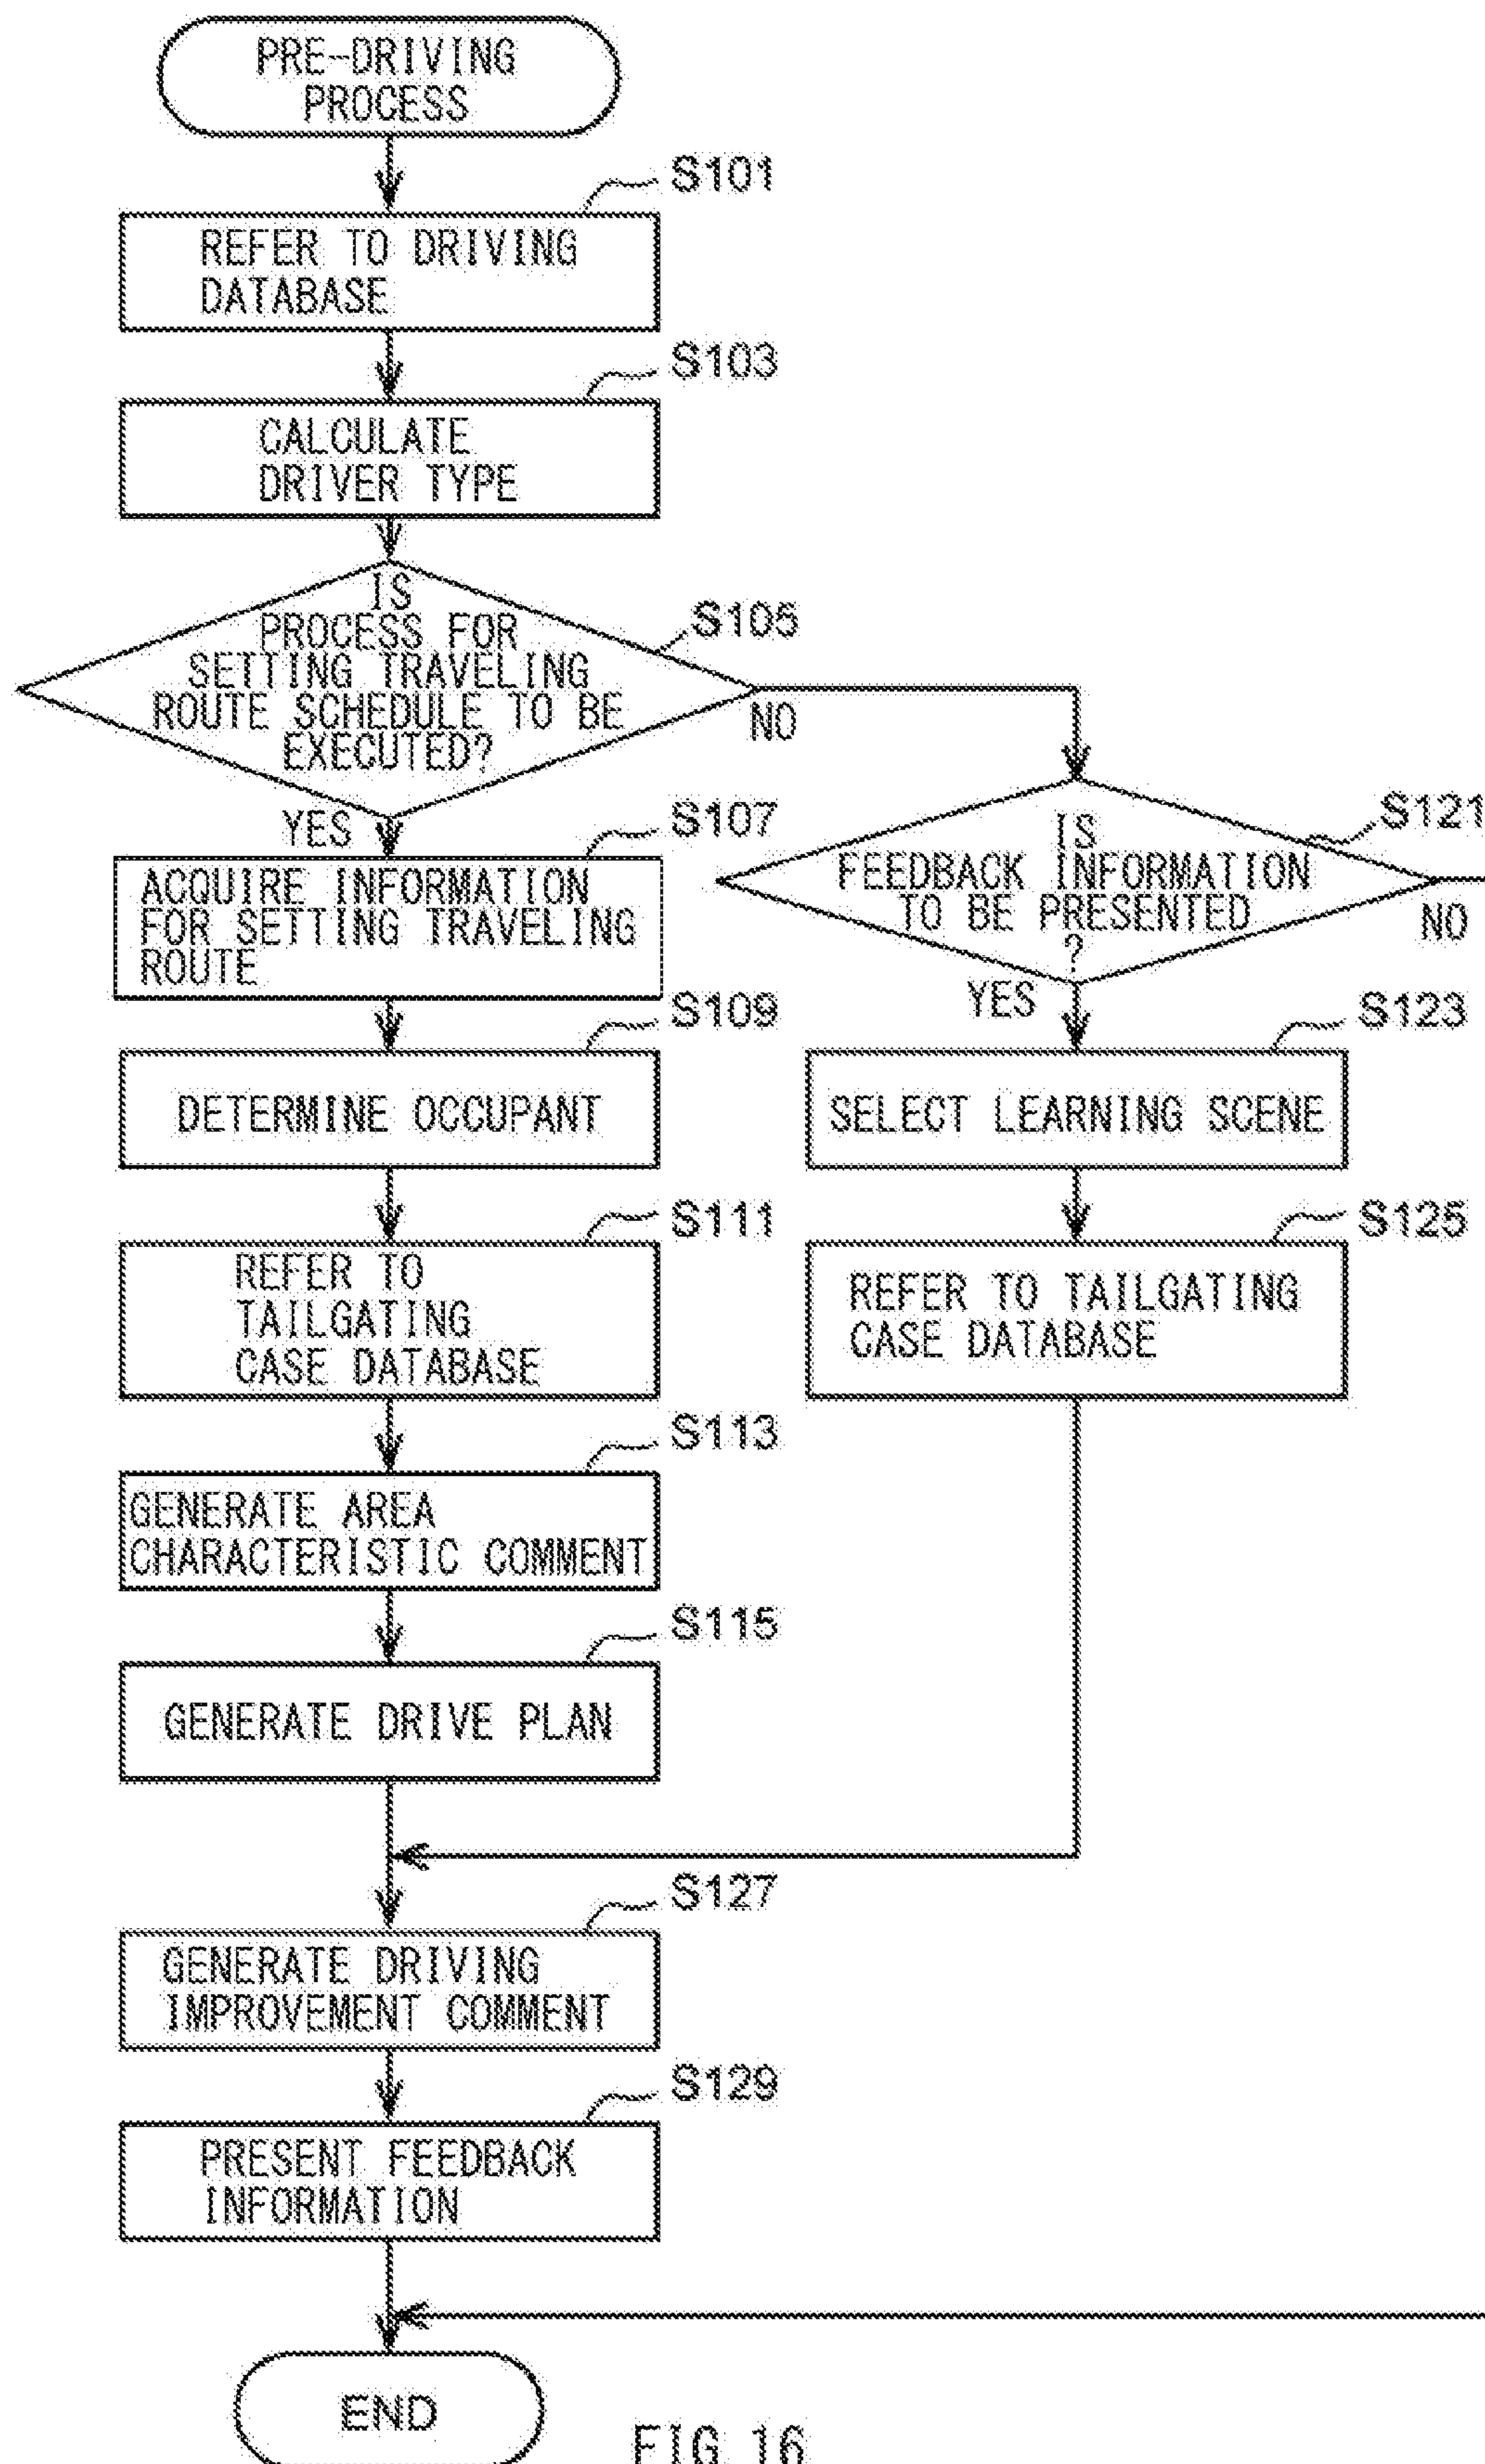 PRE-DRIVING
PROCESS
S101
REFER TO DRIVING
DATABASE
S103
CALCULATE
DRIVER TYPE
S105
IS
PROCESS FOR
SETTING TRAVELING
ROUTE SCHEDULE TO BE
EXECUTED?
NO
YES
S107
ACQUIRE INFORMATION
FOR SETTING TRAVELING
ROUTE
S121
IS
FEEDBACK INFORMATION
TO BE PRESENTED
?
NO
YES
S109
DETERMINE OCCUPANT
S123
SELECT LEARNING SCENE
S111
REFER TO
TAILGATING
CASE DATABASE
S125
REFER TO TAILGATING
CASE DATABASE
S113
GENERATE AREA
CHARACTERISTIC COMMENT
S115
GENERATE DRIVE PLAN
S127
GENERATE DRIVING
IMPROVEMENT COMMENT
S129
PRESENT FEEDBACK
INFORMATION
END
FIG. 16